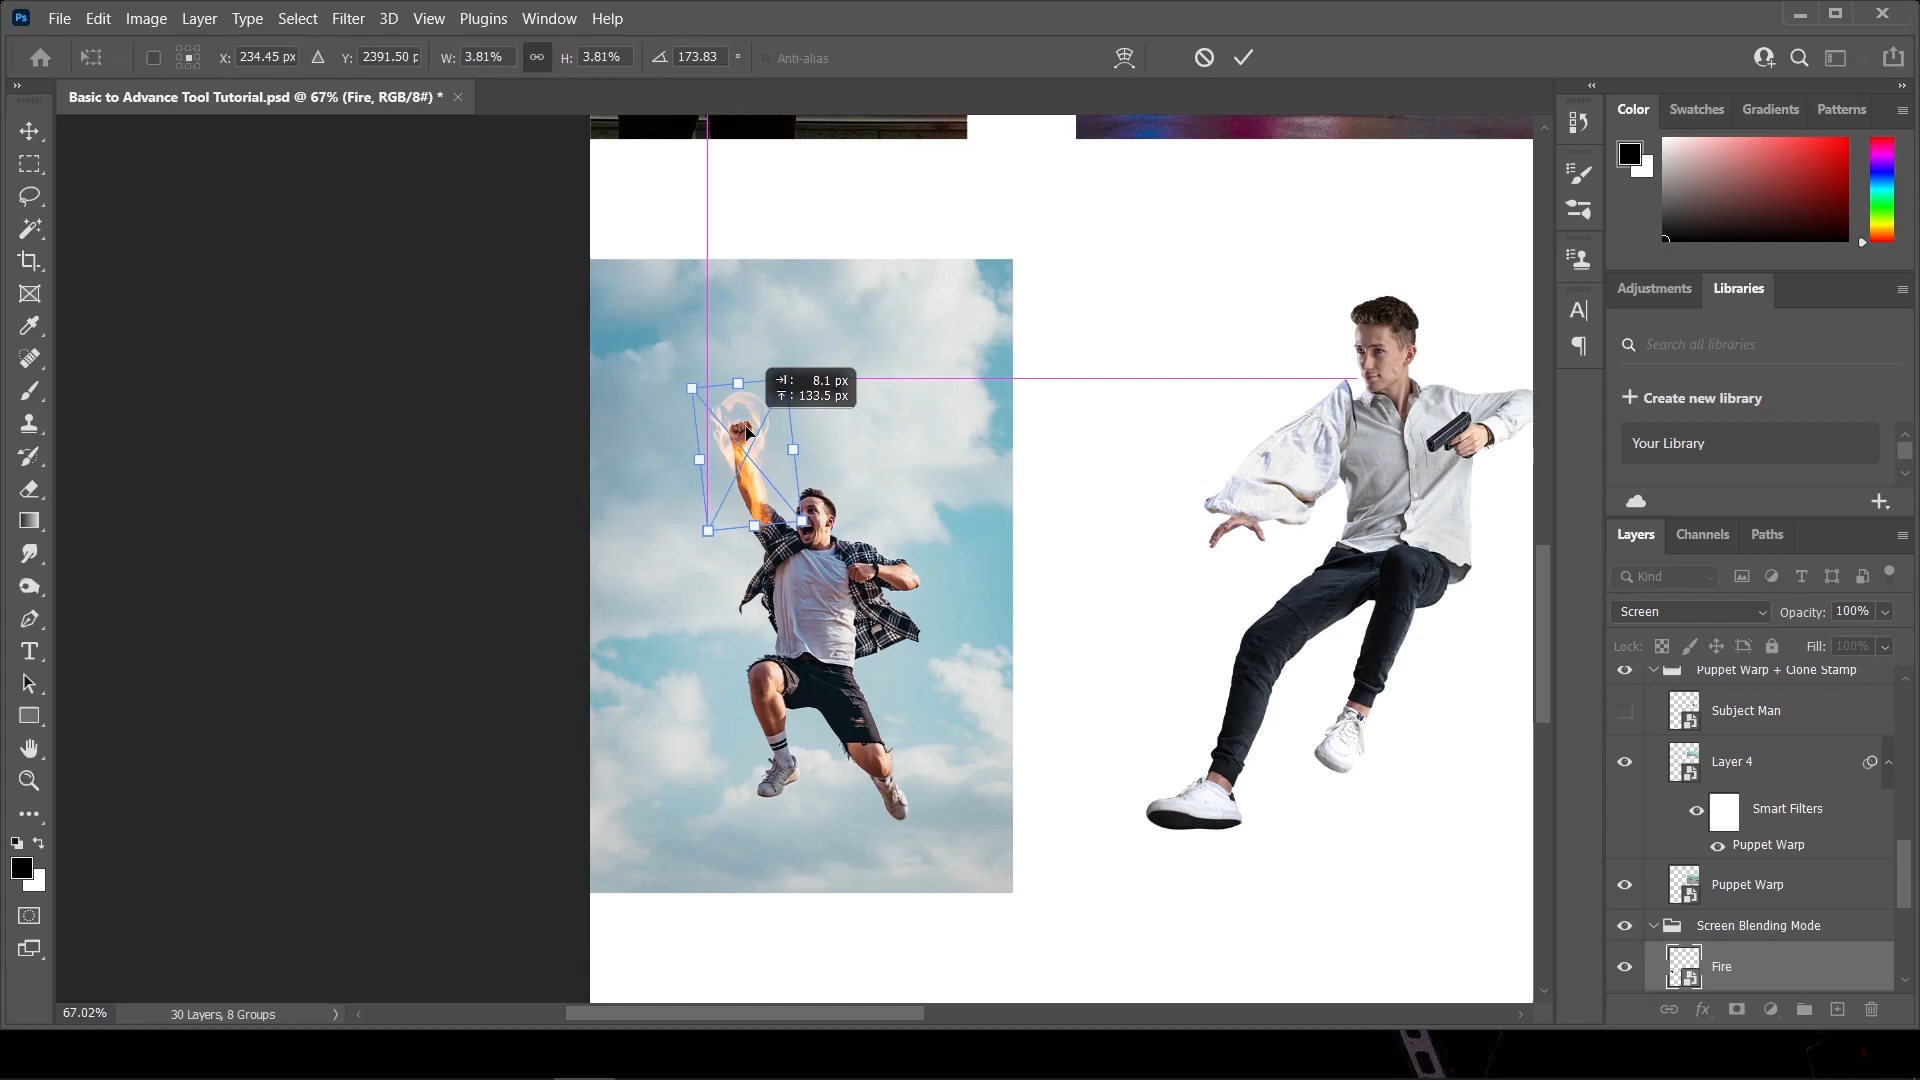 Ps File Edit Image Layer Type Select Filter 3D View Plugins Window Help
X: 234.45 px Y: 2391.50 p W: 3.81% H: 3.81% 173.83 ° Anti-alias
Basic to Advance Tool Tutorial.psd @ 67% (Fire, RGB/8#) *
Color Swatches Gradients Patterns
Adjustments Libraries
Search all libraries
Create new library
Your Library
8.1 px
133.5 px
Layers Channels Paths
Kind
Screen Opacity: 100%
Lock: Fill: 100%
Puppet Warp + Clone Stamp
Subject Man
Layer 4
Smart Filters
Puppet Warp
Puppet Warp
Screen Blending Mode
Fire
67.02% 30 Layers, 8 Groups